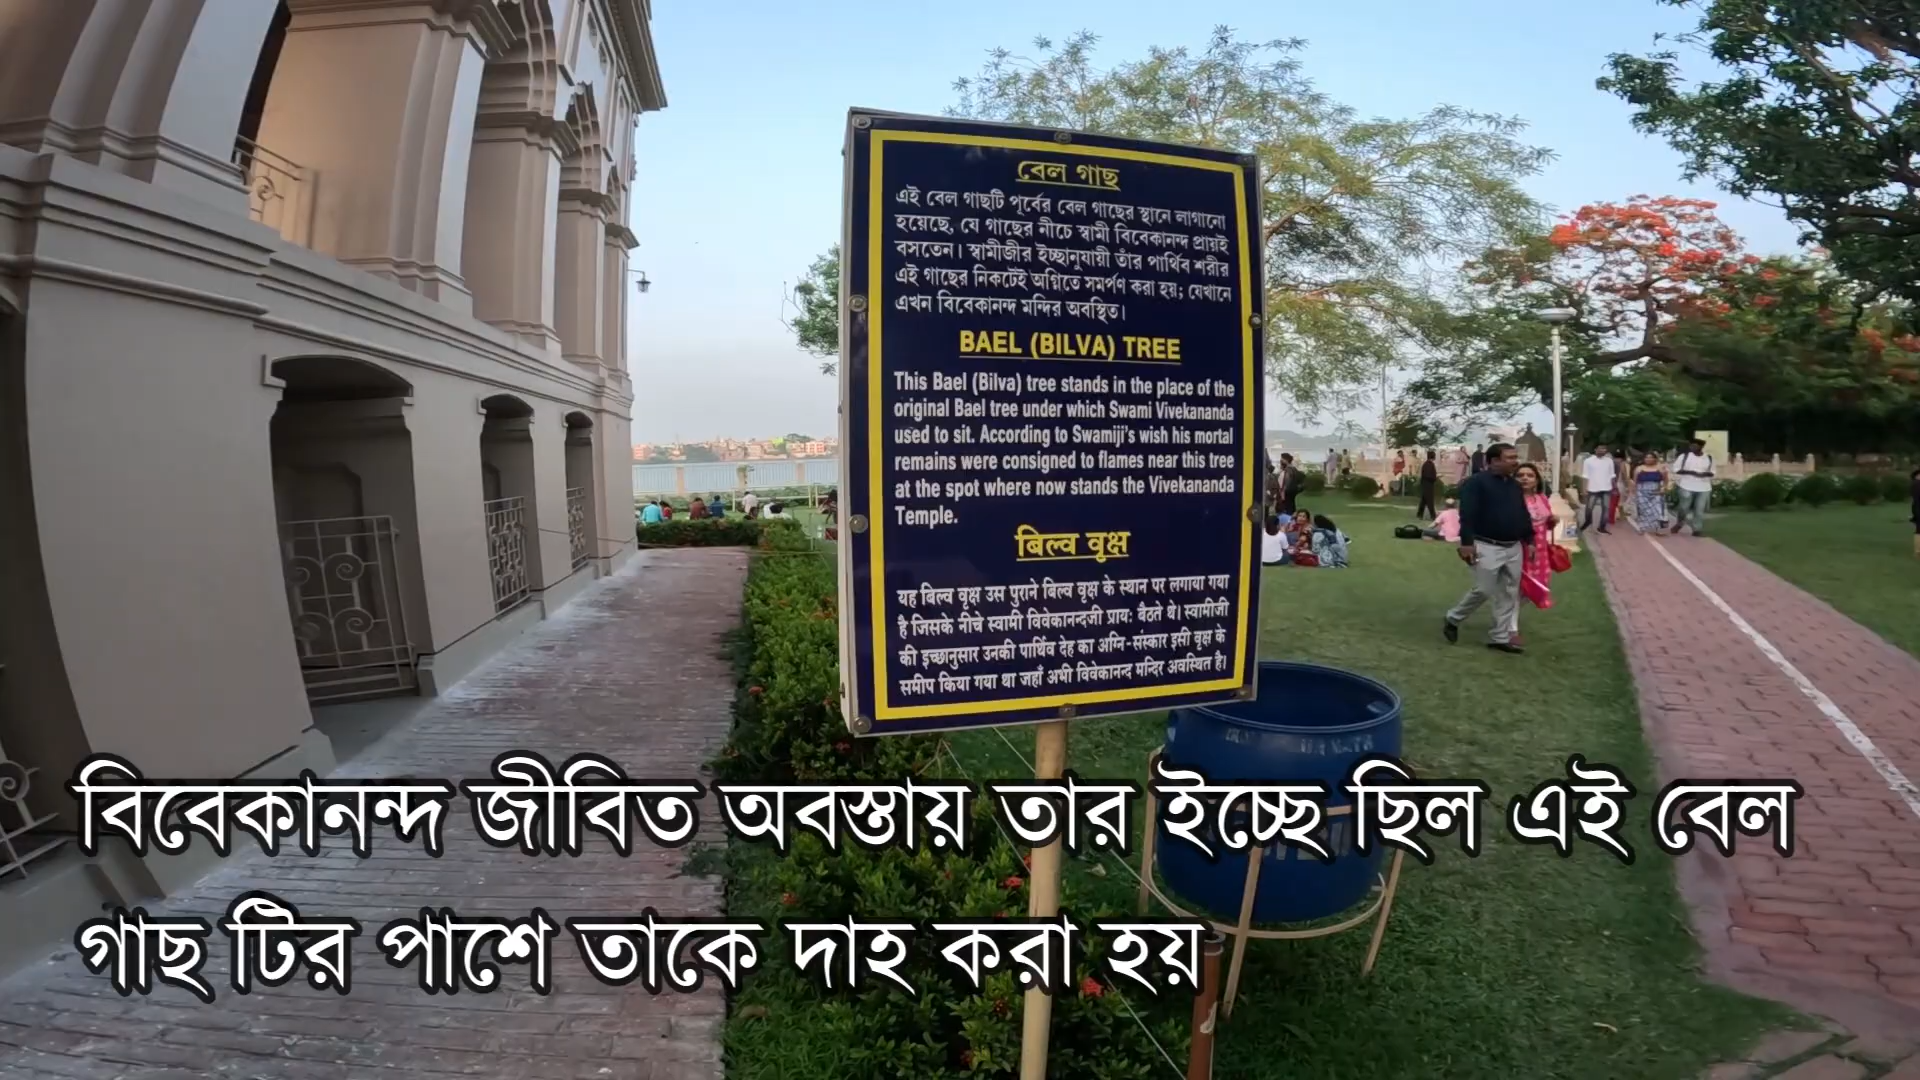 বেল গাছ
এই বেল গাছটি পূর্বের বেল গাছের স্থানে লাগানো
হয়েছে, যে গাছের নীচে স্বামী বিবেকানন্দ প্রায়ই
বসতেন। স্বামীজীর ইচ্ছানুযায়ী তাঁর পার্থিব শরীর
এই গাছের নিকটেই অগ্নিতে সমর্পণ করা হয়; যেখানে
এখন বিবেকানন্দ মন্দির অবস্থিত।
BAEL (BILVA) TREE
This Bael (Bilva) tree stands in the place of the
original Bael tree under which Swami Vivekananda
used to sit. According to Swamiji's wish his mortal
remains were consigned to flames near this tree
at the spot where now stands the Vivekananda
Temple.
बिल्व वृक्ष
यह बिल्व वृक्ष उस पुराने बिल्व वृक्ष के स्थान पर लगाया गया
है जिसके नीचे स्वामी विवेकानन्दजी प्रायः बैठते थे। स्वामीजी
की इच्छानुसार उनकी पार्थिव देह का अग्नि-संस्कार इसी वृक्ष के
समीप किया गया था जहाँ अभी विवेकानन्द मन्दिर अवस्थित है।
বিবেকানন্দ জীবিত অবস্তায় তার ইচ্ছে ছিল এই বেল
গাছ টির পাশে তাকে দাহ করা হয়